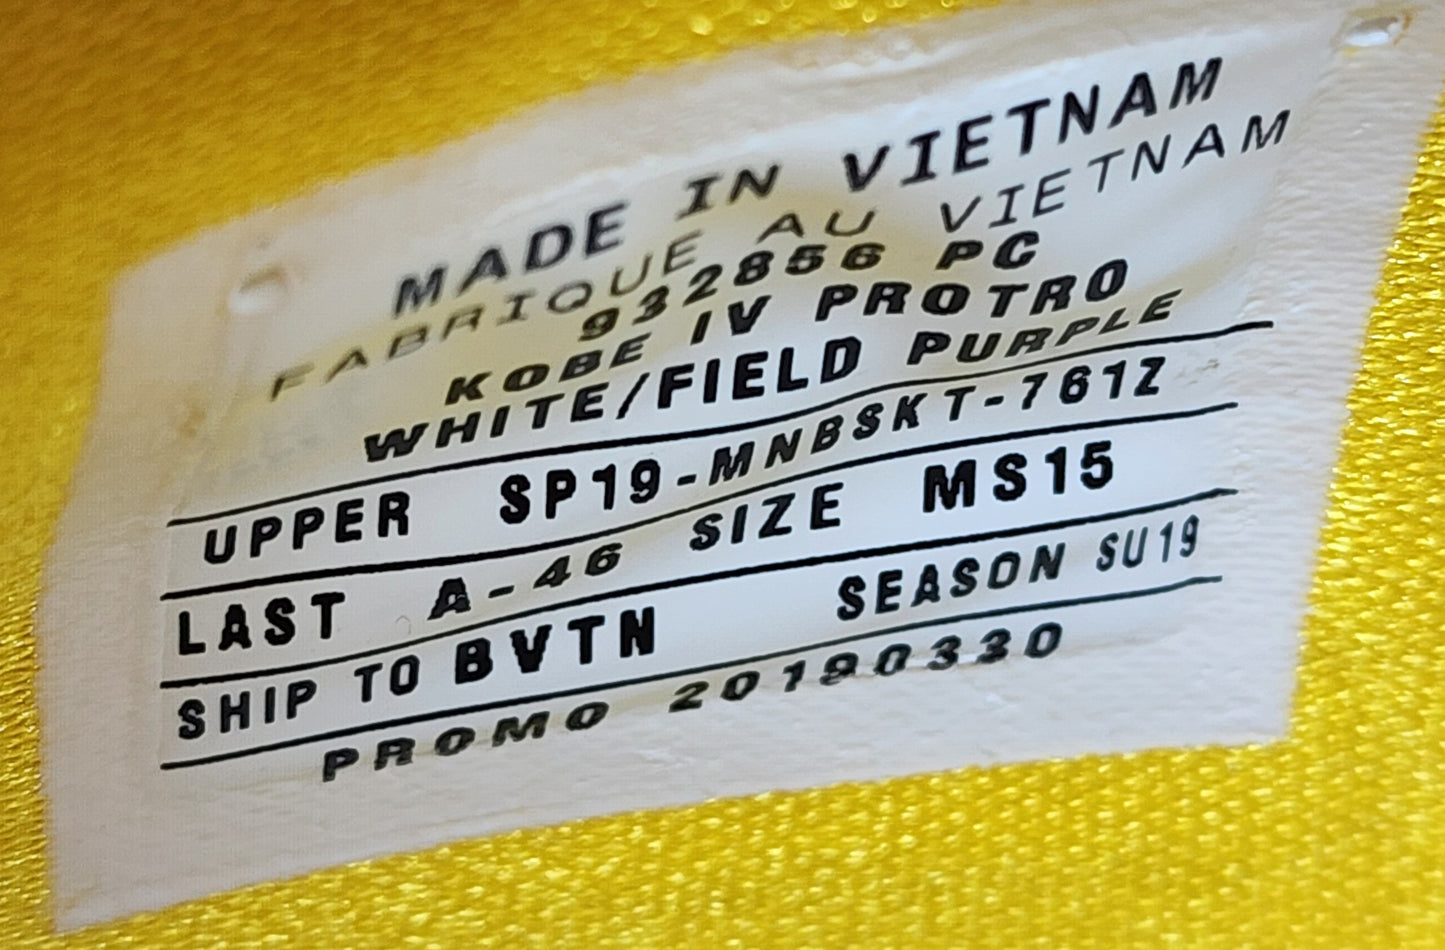 MADE IN VIETNAM
FABRIQUE AU VIETNAM
932856 PC
KOBE IV PROTRO
WHITE/FIELD PURPLE
UPPER SP19-MNBSKT-761Z
LAST A-46 SIZE MS15
SHIP TO BVTN SEASON SU19
PROMO 20190330